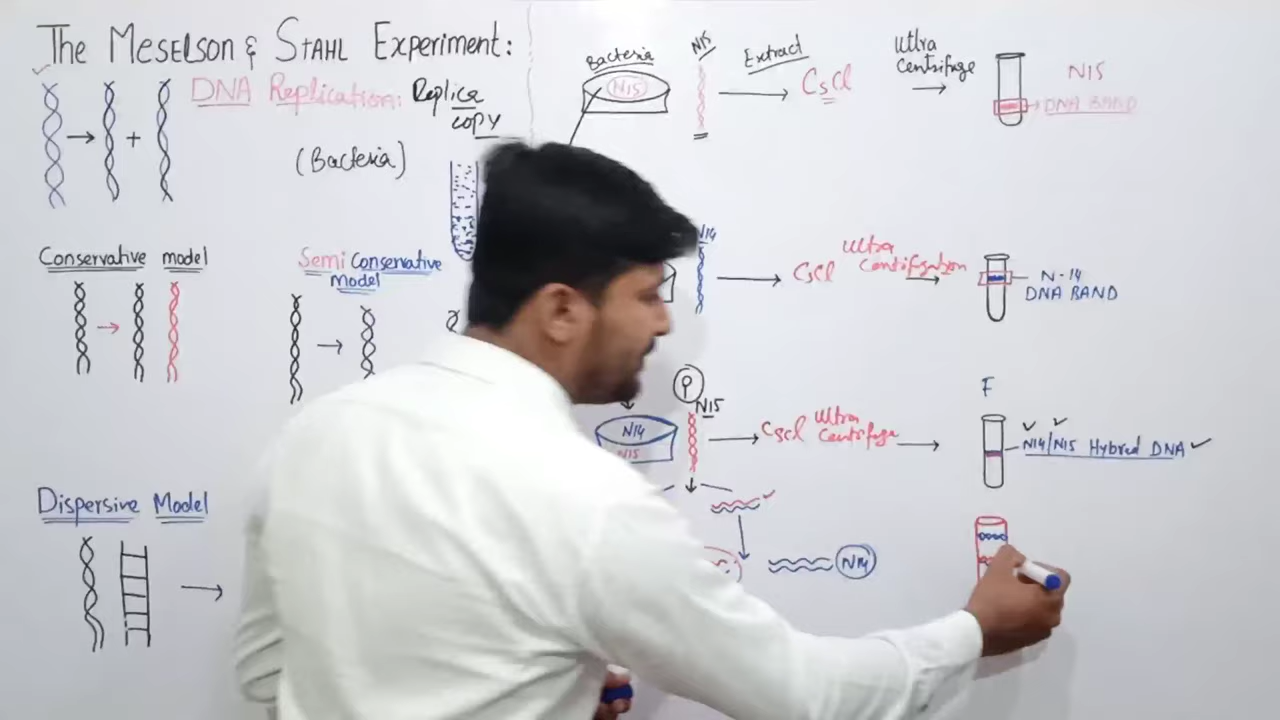 The Meselson & Stahl Experiment:
DNA Replication: Replica
copy
(Bacteria)
Conservative model
Semi Conservative
Model
Dispersive Model
Bacteria
N15
N15
Extract
CsCl
Ultra
Centrifuge
N15
DNA BAND
N14
CsCl
Ultra
Centrifugation
N-14
DNA BAND
P
N15
N14
N15
CsCl Ultra
Centrifuge
F
N14/N15 Hybred DNA
N14